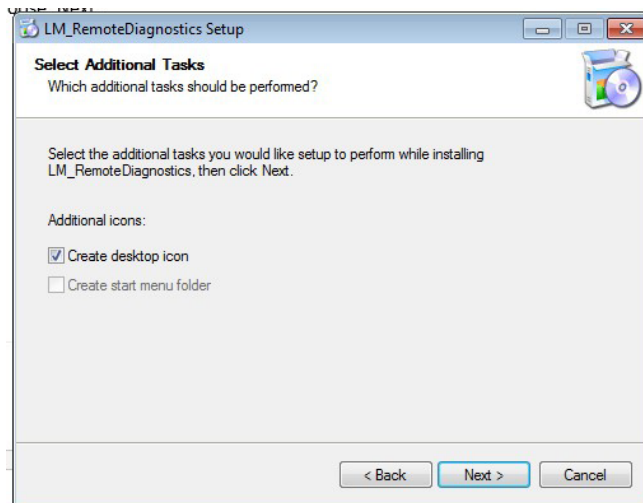 LM_RemoteDiagnostics Setup
Select Additional Tasks
Which additional tasks should be performed?
Select the additional tasks you would like setup to perform while installing
LM_RemoteDiagnostics, then click Next.
Additional icons:
Create desktop icon
Create start menu folder
< Back
Next >
Cancel